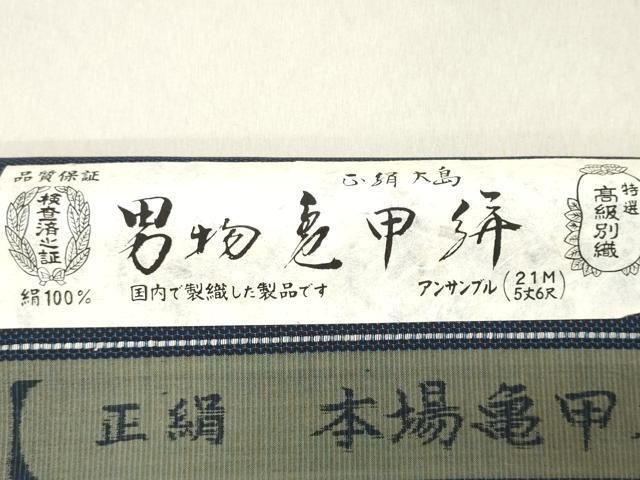 品質保証
検査済之証
絹100%
正絹大島
男物亀甲絣
国内で製織した製品です
アンサンブル(21M 5丈6尺)
特選
高級別織
正絹 本場亀甲